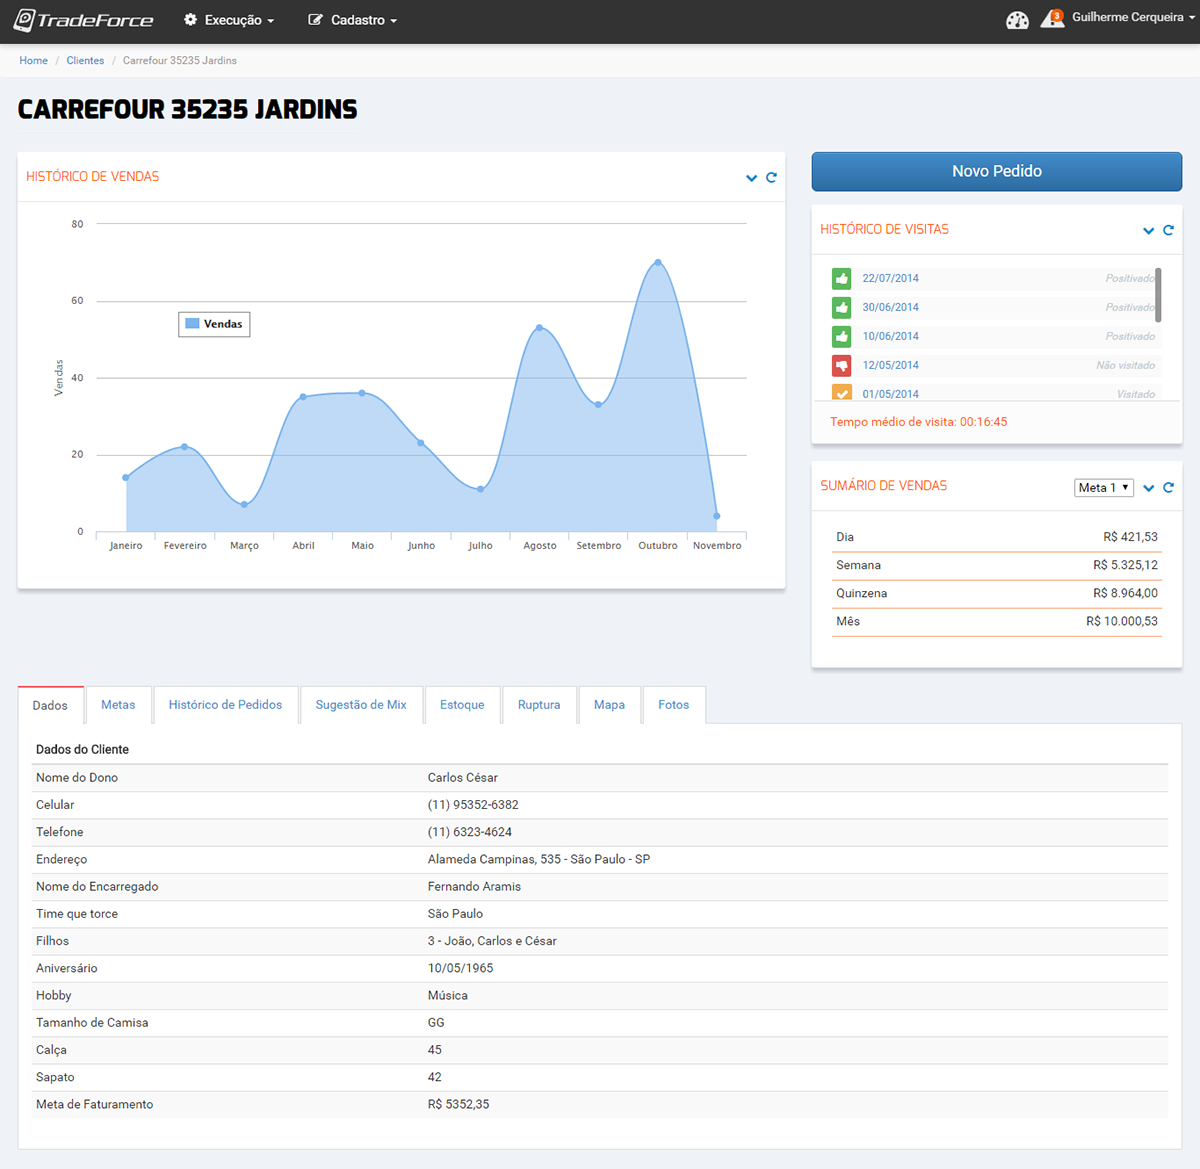 TradeForce Execução Cadastro 3 Guilherme Cerqueira
Home / Clientes / Carrefour 35235 Jardins
CARREFOUR 35235 JARDINS
HISTÓRICO DE VENDAS
80
60
40
20
0
Vendas
Vendas
Janeiro Fevereiro Março Abril Maio Junho Julho Agosto Setembro Outubro Novembro
Novo Pedido
HISTÓRICO DE VISITAS
22/07/2014 Positivado
30/06/2014 Positivado
10/06/2014 Positivado
12/05/2014 Não visitado
01/05/2014 Visitado
Tempo médio de visita: 00:16:45
SUMÁRIO DE VENDAS Meta 1
Dia R$ 421,53
Semana R$ 5.325,12
Quinzena R$ 8.964,00
Mês R$ 10.000,53
Dados Metas Histórico de Pedidos Sugestão de Mix Estoque Ruptura Mapa Fotos
Dados do Cliente
Nome do Dono Carlos César
Celular (11) 95352-6382
Telefone (11) 6323-4624
Endereço Alameda Campinas, 535 - São Paulo - SP
Nome do Encarregado Fernando Aramis
Time que torce São Paulo
Filhos 3 - João, Carlos e César
Aniversário 10/05/1965
Hobby Música
Tamanho de Camisa GG
Calça 45
Sapato 42
Meta de Faturamento R$ 5352,35